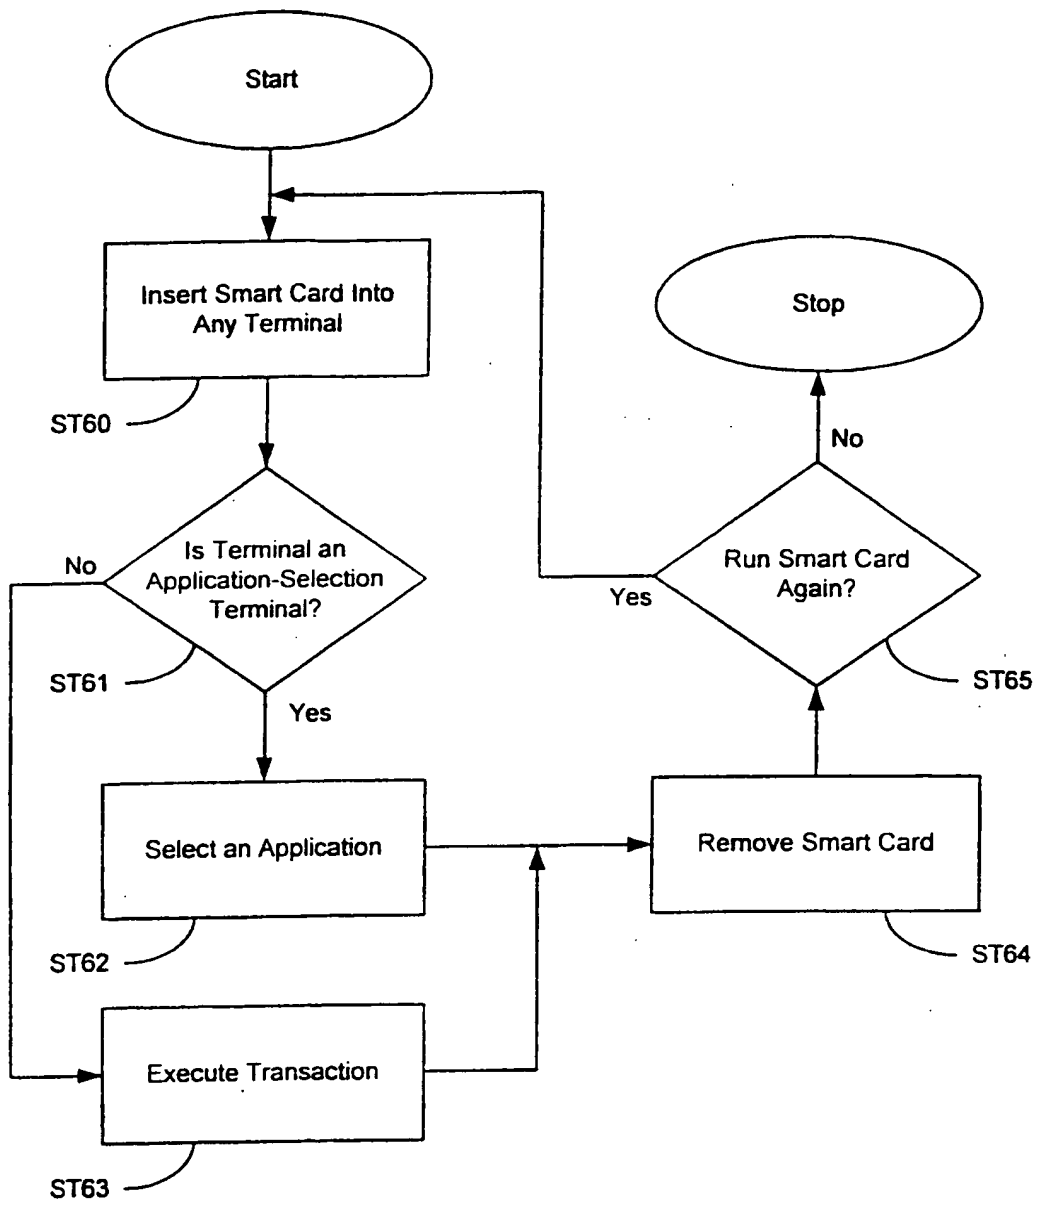 Start
Insert Smart Card Into
Any Terminal
ST60
Is Terminal an
Application-Selection
Terminal?
No
ST61
Yes
Select an Application
ST62
Execute Transaction
ST63
Stop
No
Run Smart Card
Again?
Yes
ST65
Remove Smart Card
ST64